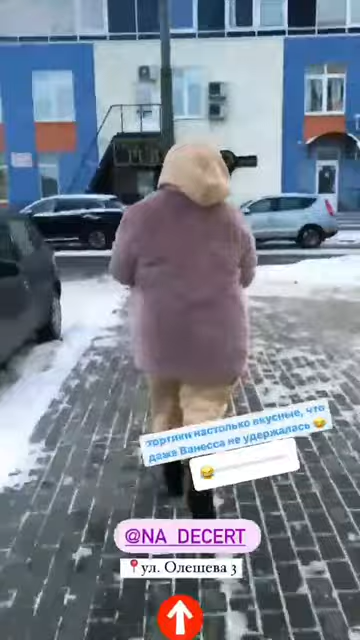 тортики настолько вкусные, что
даже Ванесса не удержалась 😂
😂
@NA_DECERT
📍ул. Олешева 3